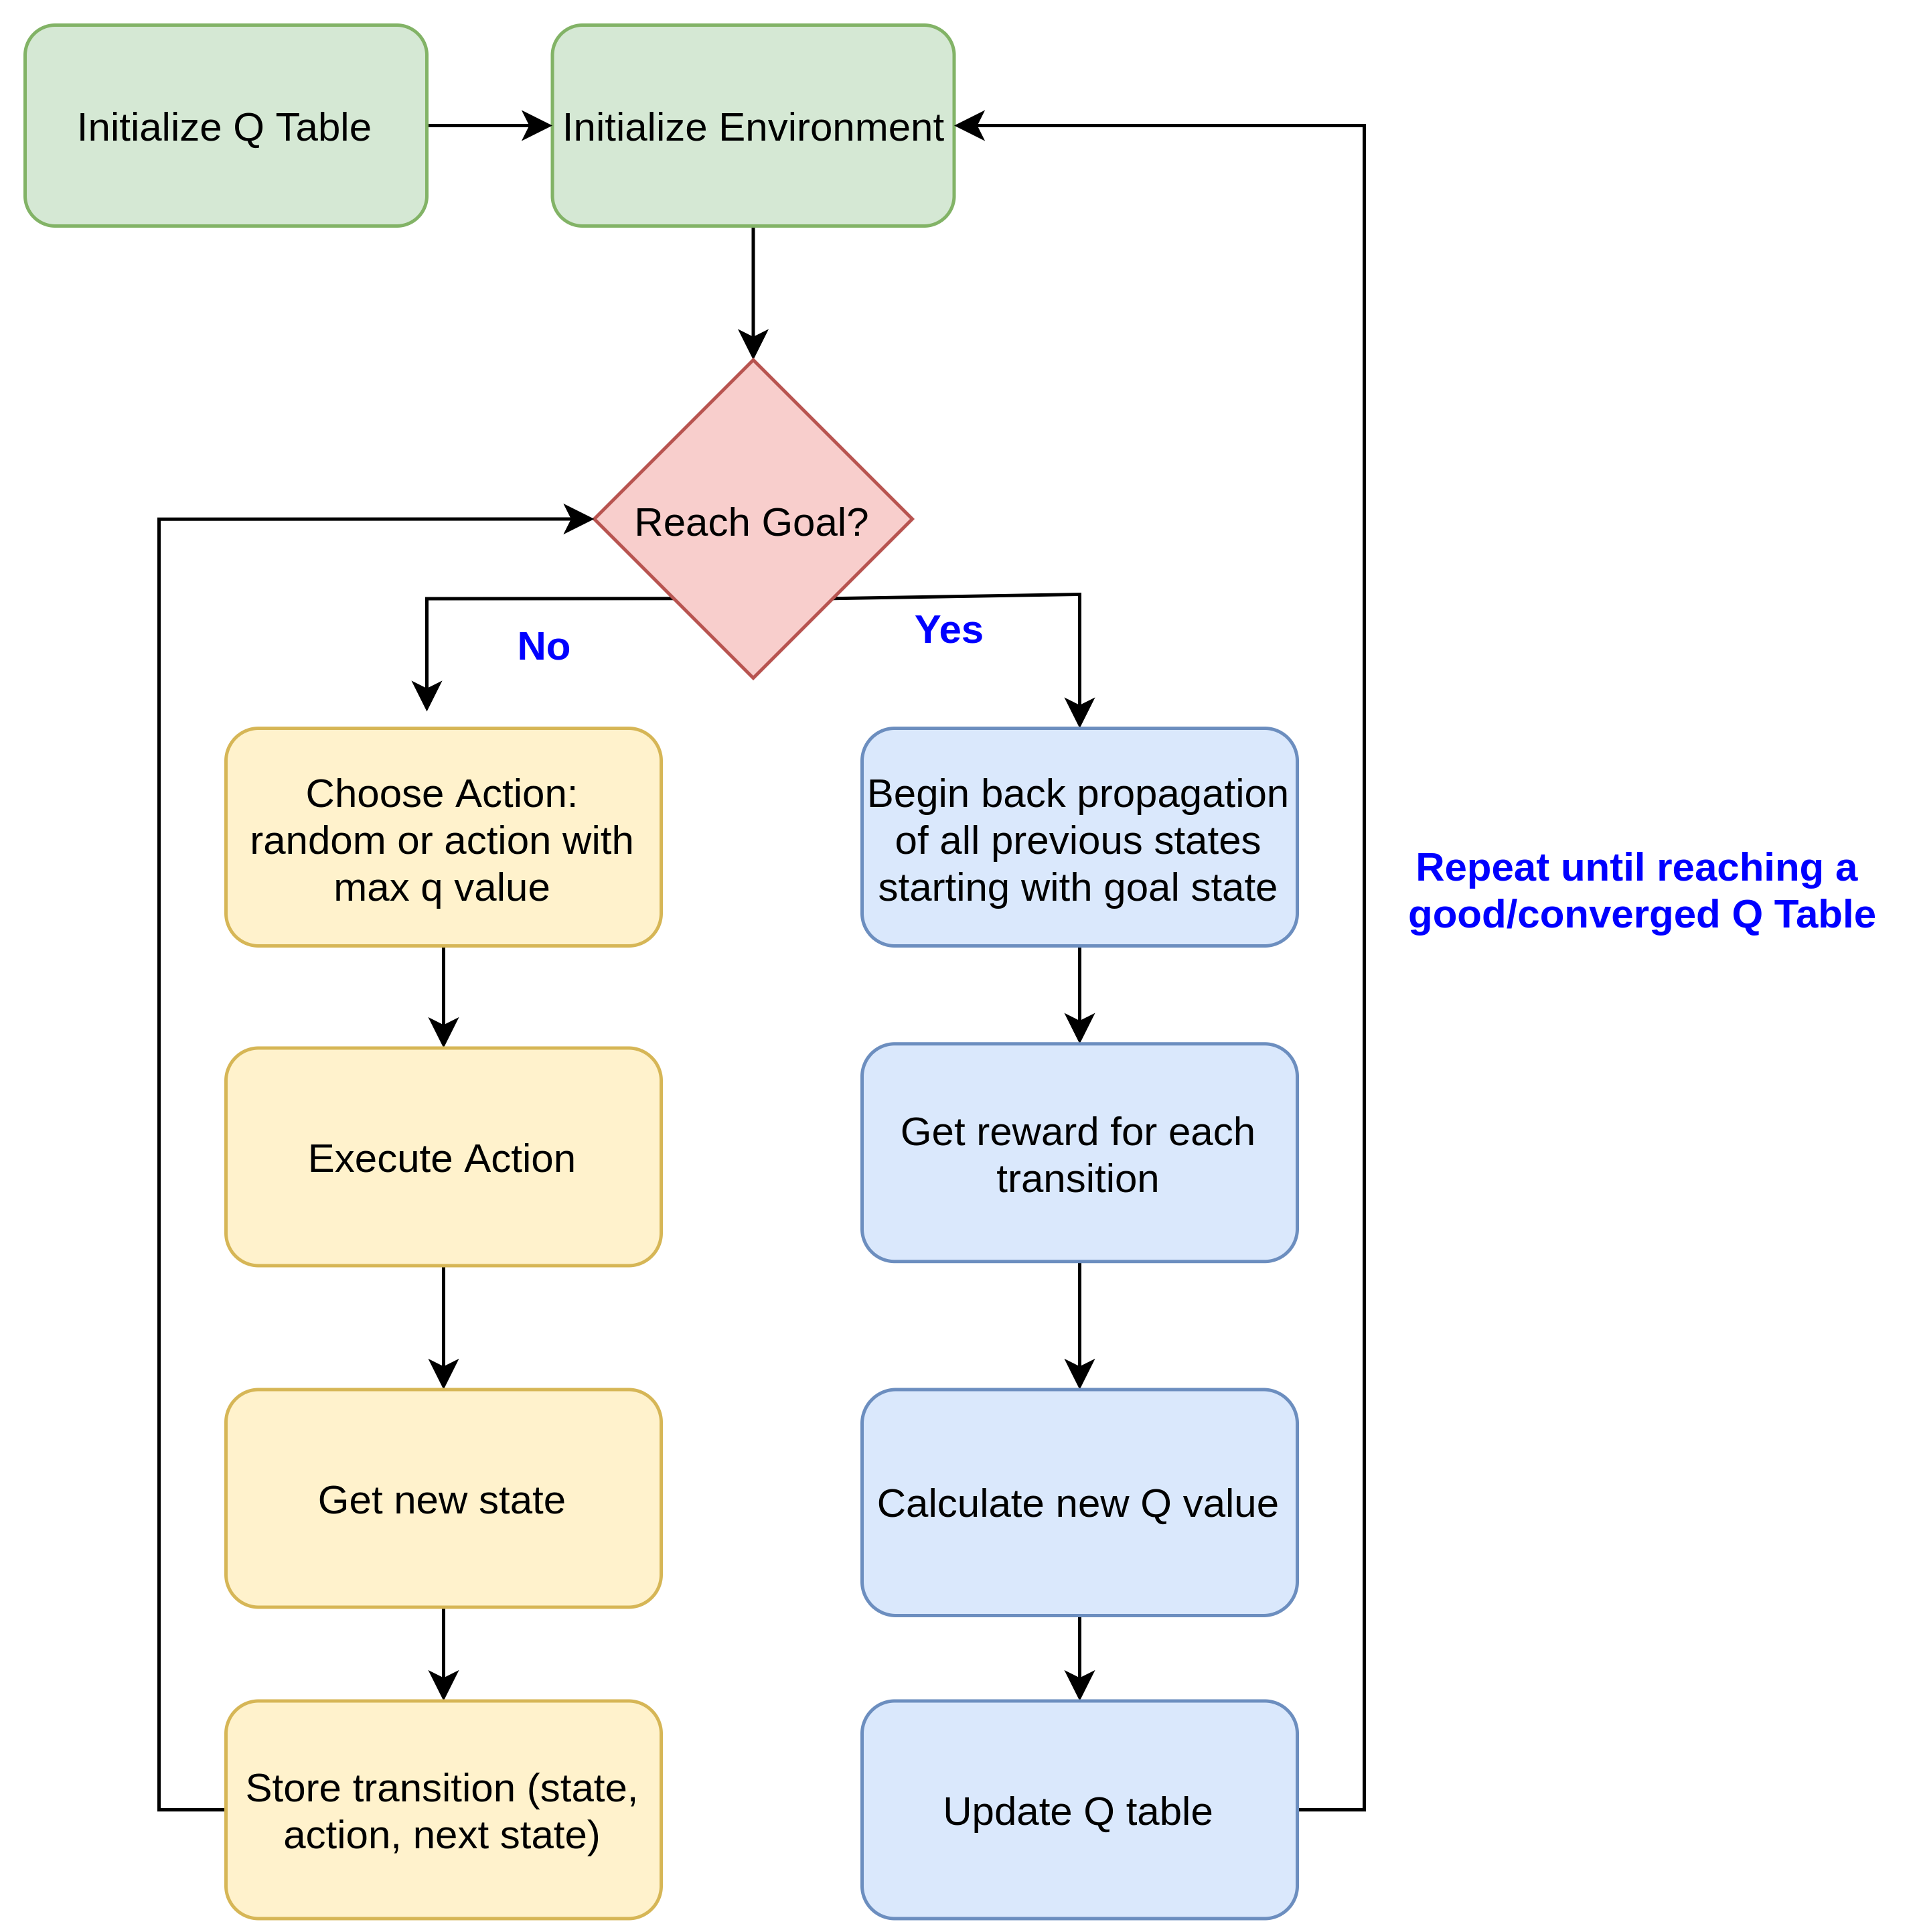 Initialize Q Table
Initialize Environment
Reach Goal?
No
Yes
Choose Action:
random or action with
max q value
Begin back propagation
of all previous states
starting with goal state
Repeat until reaching a
good/converged Q Table
Execute Action
Get reward for each
transition
Get new state
Calculate new Q value
Store transition (state,
action, next state)
Update Q table